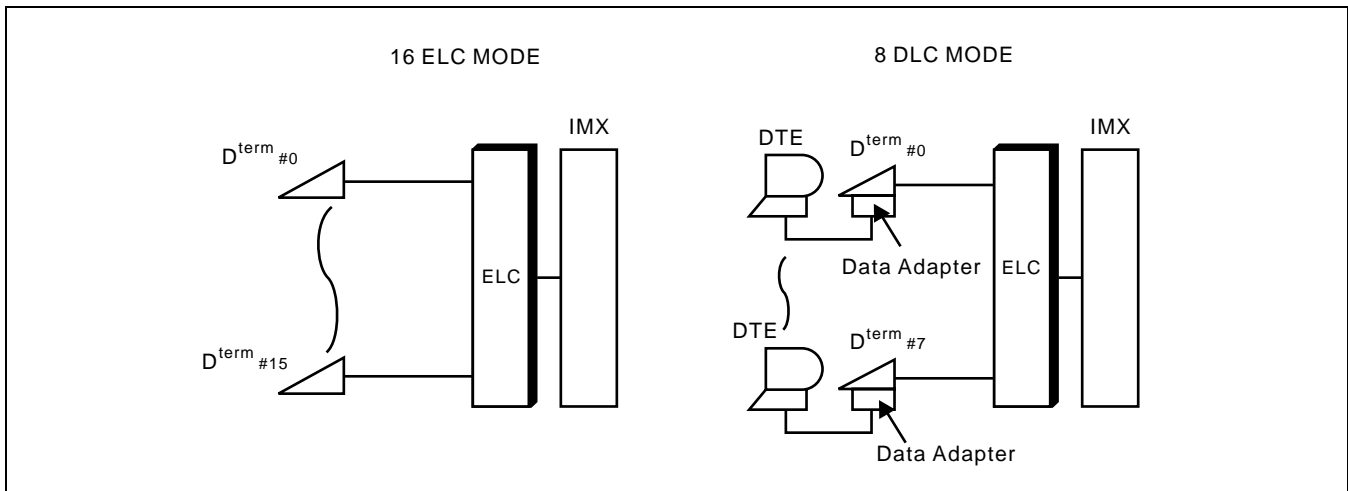 16 ELC MODE
D term #0
IMX
ELC
D term #15
8 DLC MODE
DTE
D term #0
IMX
Data Adapter
ELC
DTE
D term #7
Data Adapter